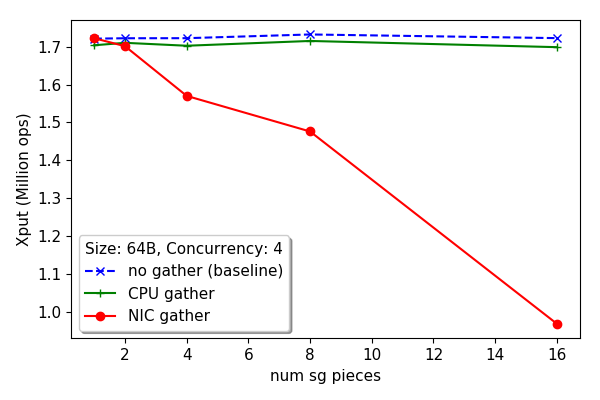 1.7
1.6
1.5
1.4
1.3
1.2
1.1
1.0
Xput (Million ops)
Size: 64B, Concurrency: 4
no gather (baseline)
CPU gather
NIC gather
2 4 6 8 10 12 14 16
num sg pieces